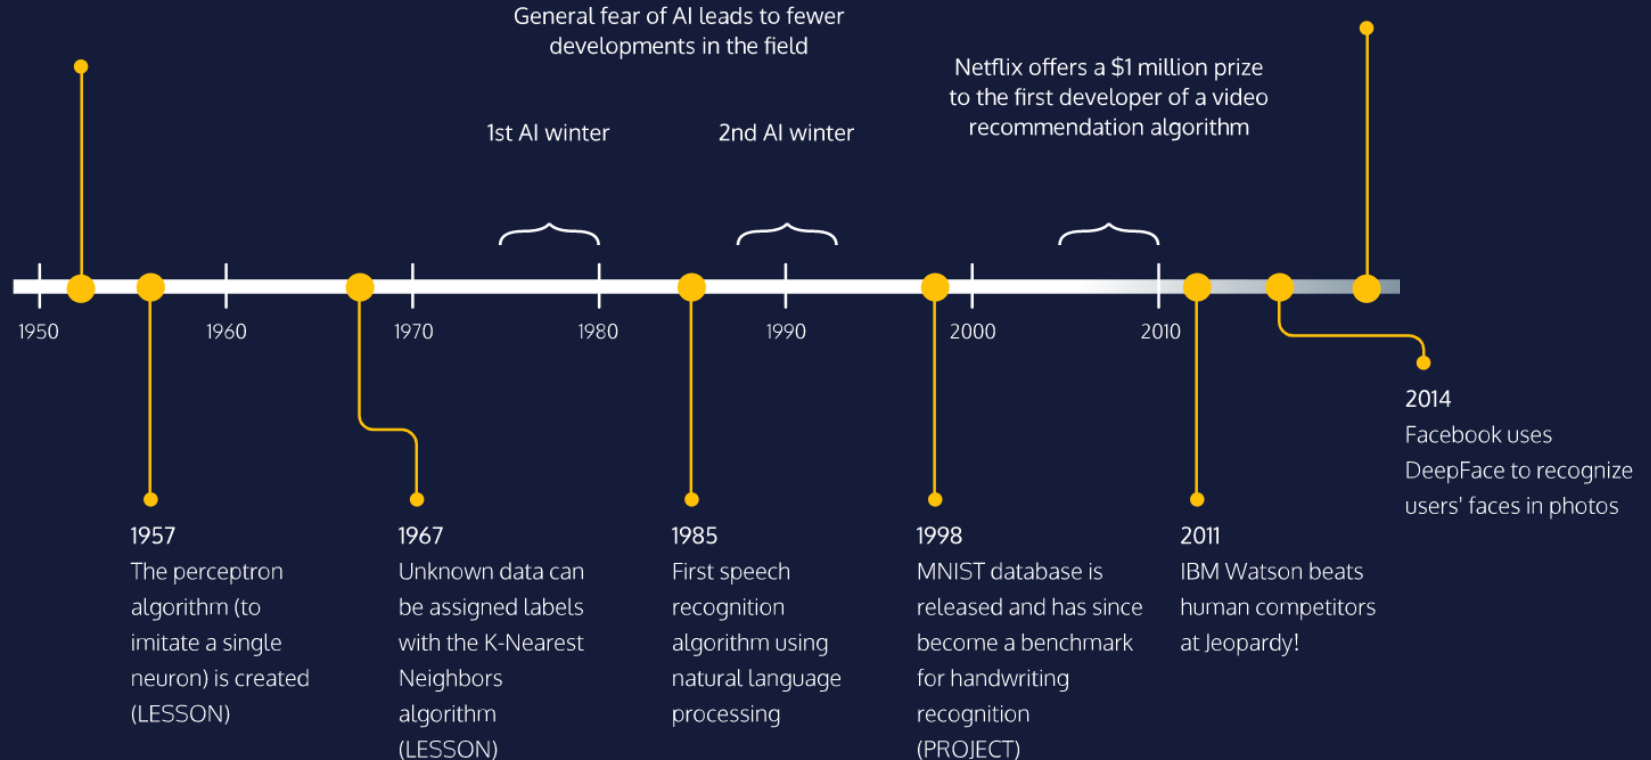 General fear of AI leads to fewer
developments in the field
Netflix offers a $1 million prize
to the first developer of a video
recommendation algorithm
1st AI winter
2nd AI winter
1950
1960
1970
1980
1990
2000
2010
2014
Facebook uses
DeepFace to recognize
users' faces in photos
1957
The perceptron
algorithm (to
imitate a single
neuron) is created
(LESSON)
1967
Unknown data can
be assigned labels
with the K-Nearest
Neighbors
algorithm
(LESSON)
1985
First speech
recognition
algorithm using
natural language
processing
1998
MNIST database is
released and has since
become a benchmark
for handwriting
recognition
(PROJECT)
2011
IBM Watson beats
human competitors
at Jeopardy!